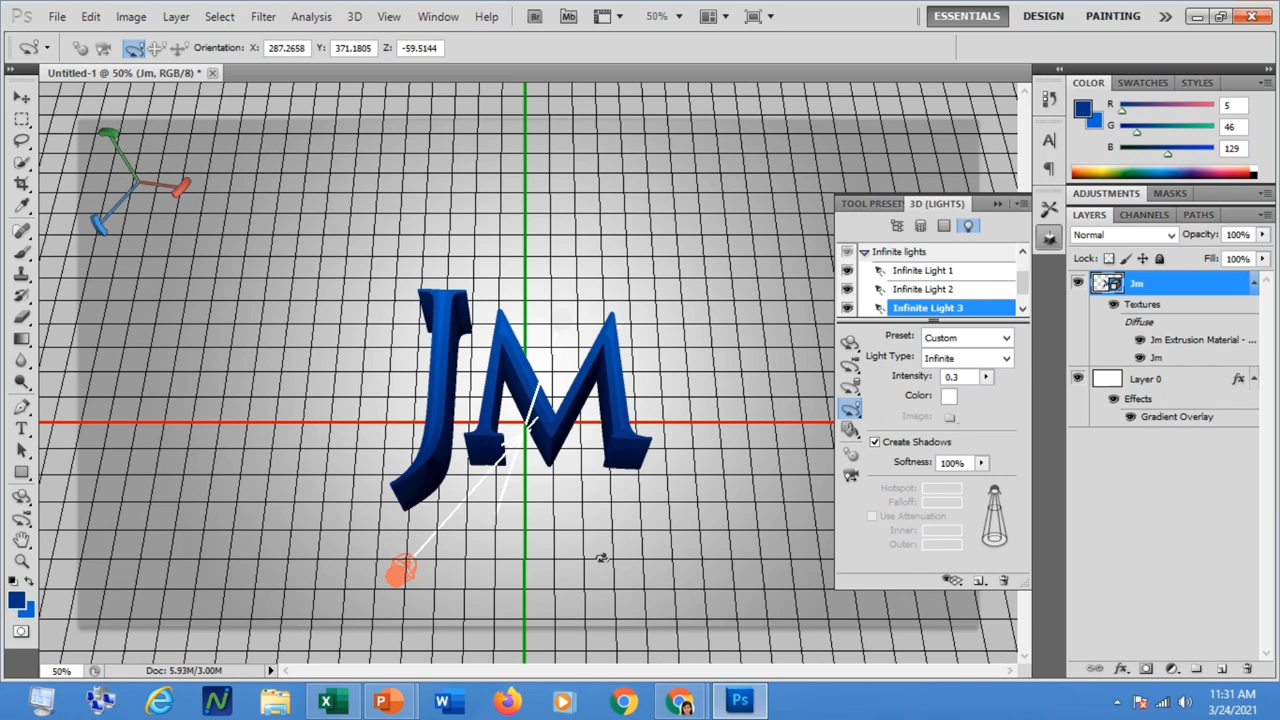 Ps File Edit Image Layer Select Filter Analysis 3D View Window Help Br Mb 50% ESSENTIALS DESIGN PAINTING
Orientation: X: 287.2658 Y: 371.1805 Z: -59.5144
Untitled-1 @ 50% (Jm, RGB/8) *
COLOR SWATCHES STYLES
R 5
G 46
B 129
ADJUSTMENTS MASKS
LAYERS CHANNELS PATHS
Normal Opacity: 100%
Lock: Fill: 100%
Jm
Textures
Diffuse
Jm Extrusion Material - ...
Jm
Layer 0 fx
Effects
Gradient Overlay
TOOL PRESET 3D (LIGHTS)
Infinite lights
Infinite Light 1
Infinite Light 2
Infinite Light 3
Preset: Custom
Light Type: Infinite
Intensity: 0.3
Color:
Image:
Create Shadows
Softness: 100%
Hotspot:
Falloff:
Use Attenuation
Inner:
Outer:
JM
50% Doc: 5.93M/3.00M
11:31 AM
3/24/2021